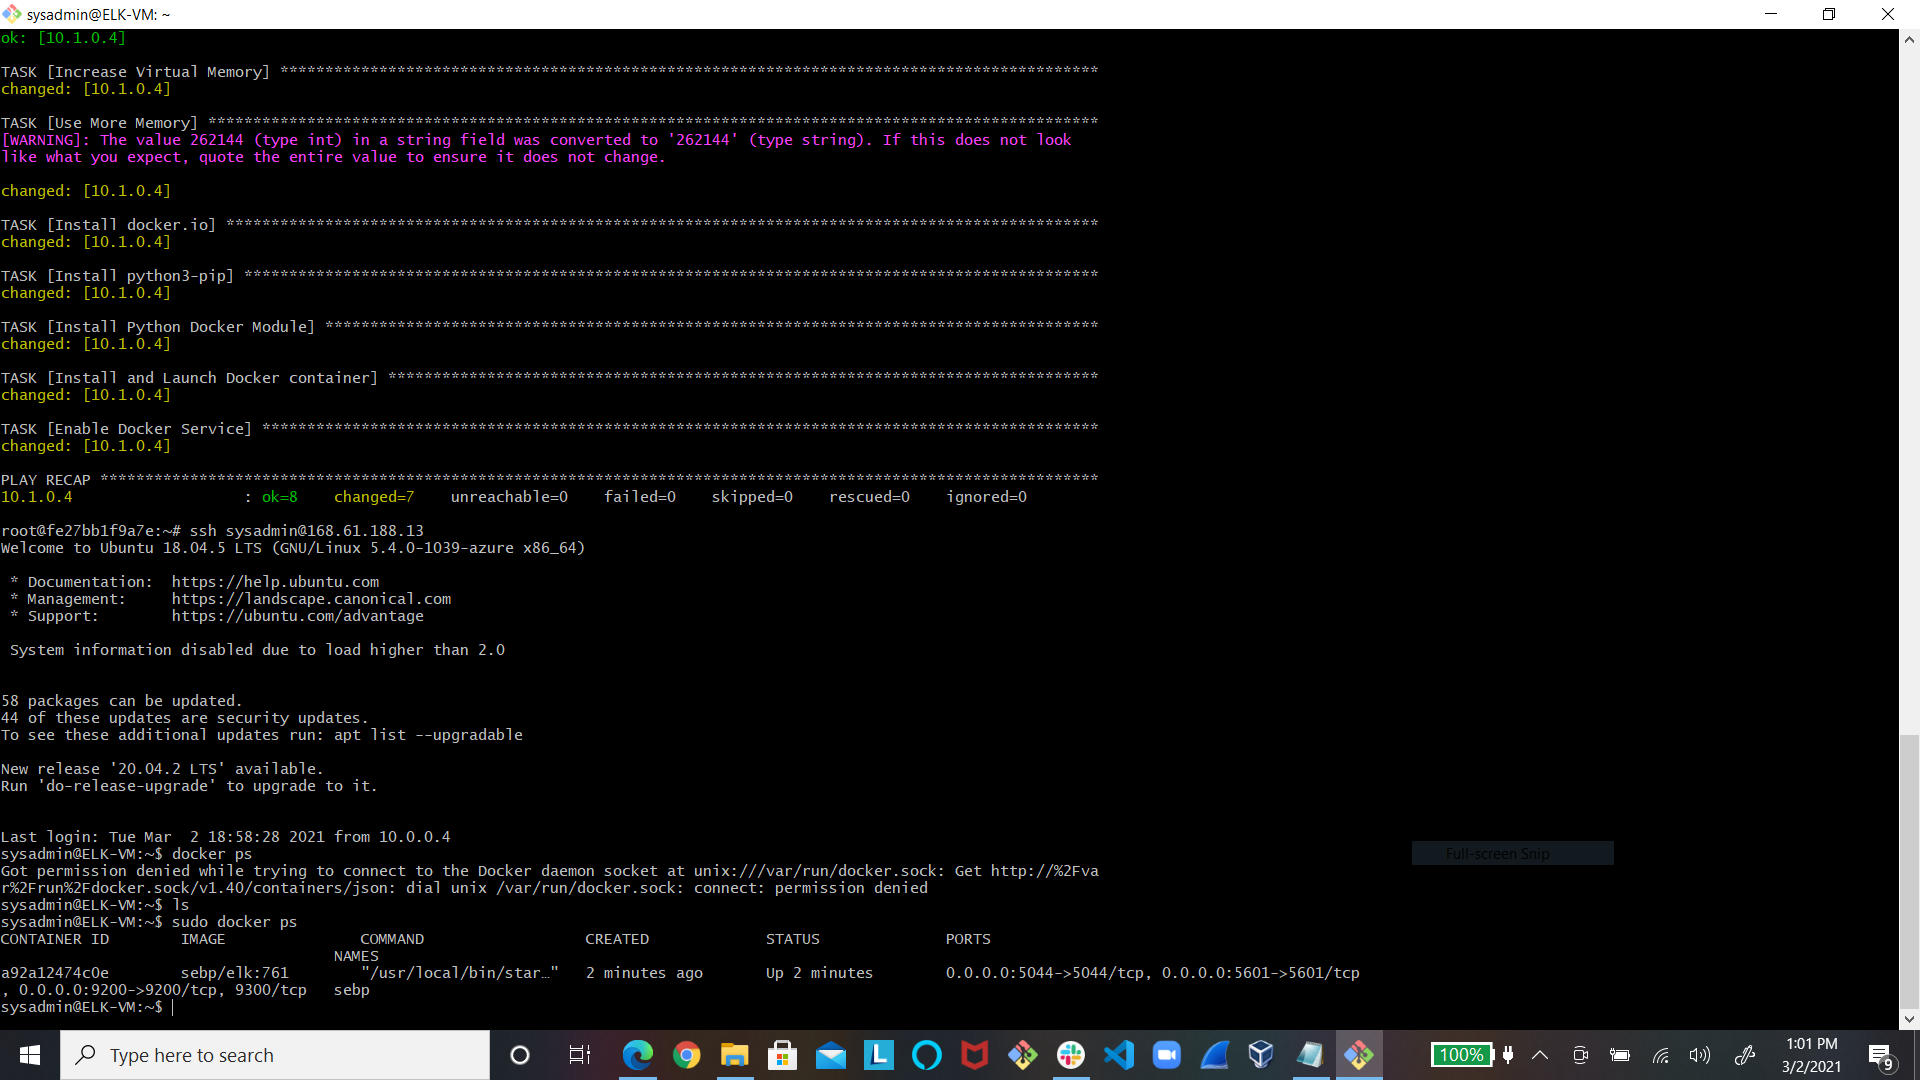 sysadmin@ELK-VM: ~
ok: [10.1.0.4]
TASK [Increase Virtual Memory] *******************************************************************************************
changed: [10.1.0.4]
TASK [Use More Memory] ***************************************************************************************************
[WARNING]: The value 262144 (type int) in a string field was converted to '262144' (type string). If this does not look
like what you expect, quote the entire value to ensure it does not change.
changed: [10.1.0.4]
TASK [Install docker.io] *************************************************************************************************
changed: [10.1.0.4]
TASK [Install python3-pip] ***********************************************************************************************
changed: [10.1.0.4]
TASK [Install Python Docker Module] **************************************************************************************
changed: [10.1.0.4]
TASK [Install and Launch Docker container] *******************************************************************************
changed: [10.1.0.4]
TASK [Enable Docker Service] *********************************************************************************************
changed: [10.1.0.4]
PLAY RECAP ***************************************************************************************************************
10.1.0.4                   : ok=8    changed=7    unreachable=0    failed=0    skipped=0    rescued=0    ignored=0
root@fe27bb1f9a7e:~# ssh sysadmin@168.61.188.13
Welcome to Ubuntu 18.04.5 LTS (GNU/Linux 5.4.0-1039-azure x86_64)
* Documentation:  https://help.ubuntu.com
* Management:     https://landscape.canonical.com
* Support:        https://ubuntu.com/advantage
System information disabled due to load higher than 2.0
58 packages can be updated.
44 of these updates are security updates.
To see these additional updates run: apt list --upgradable
New release '20.04.2 LTS' available.
Run 'do-release-upgrade' to upgrade to it.
Last login: Tue Mar  2 18:58:28 2021 from 10.0.0.4
sysadmin@ELK-VM:~$ docker ps
Full-screen Snip
Got permission denied while trying to connect to the Docker daemon socket at unix:///var/run/docker.sock: Get http://%2Fva
r%2Frun%2Fdocker.sock/v1.40/containers/json: dial unix /var/run/docker.sock: connect: permission denied
sysadmin@ELK-VM:~$ ls
sysadmin@ELK-VM:~$ sudo docker ps
CONTAINER ID        IMAGE               COMMAND                  CREATED             STATUS              PORTS
NAMES
a92a12474c0e        sebp/elk:761        "/usr/local/bin/star…"   2 minutes ago       Up 2 minutes        0.0.0.0:5044->5044/tcp, 0.0.0.0:5601->5601/tcp
, 0.0.0.0:9200->9200/tcp, 9300/tcp   sebp
sysadmin@ELK-VM:~$
Type here to search
L
100%
1:01 PM
3/2/2021
9